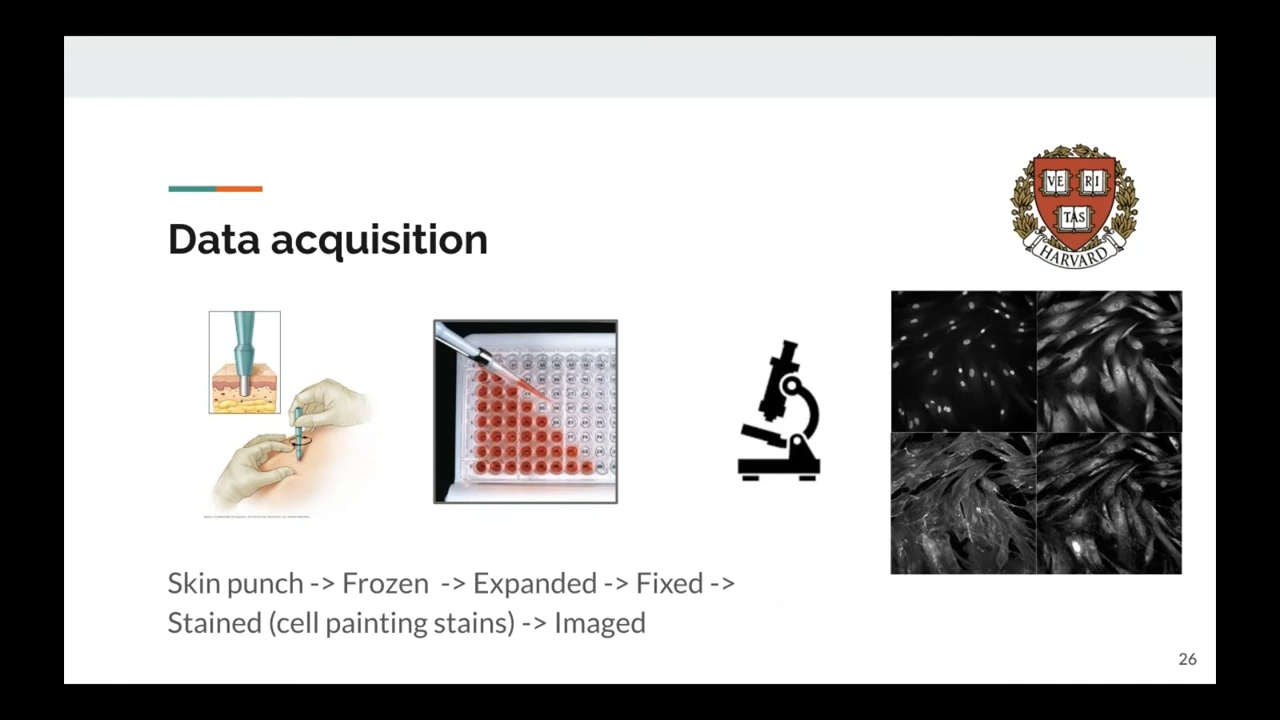 Data acquisition
VE RI
TAS
HARVARD
Skin punch -> Frozen -> Expanded -> Fixed ->
Stained (cell painting stains) -> Imaged
26